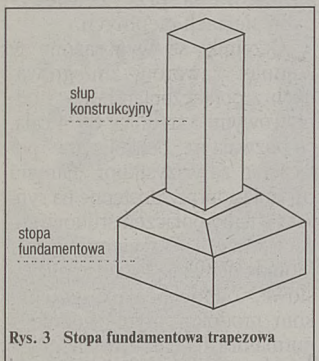 słup
konstrukcyjny
stopa
fundamentowa
Rys. 3 Stopa fundamentowa trapezowa